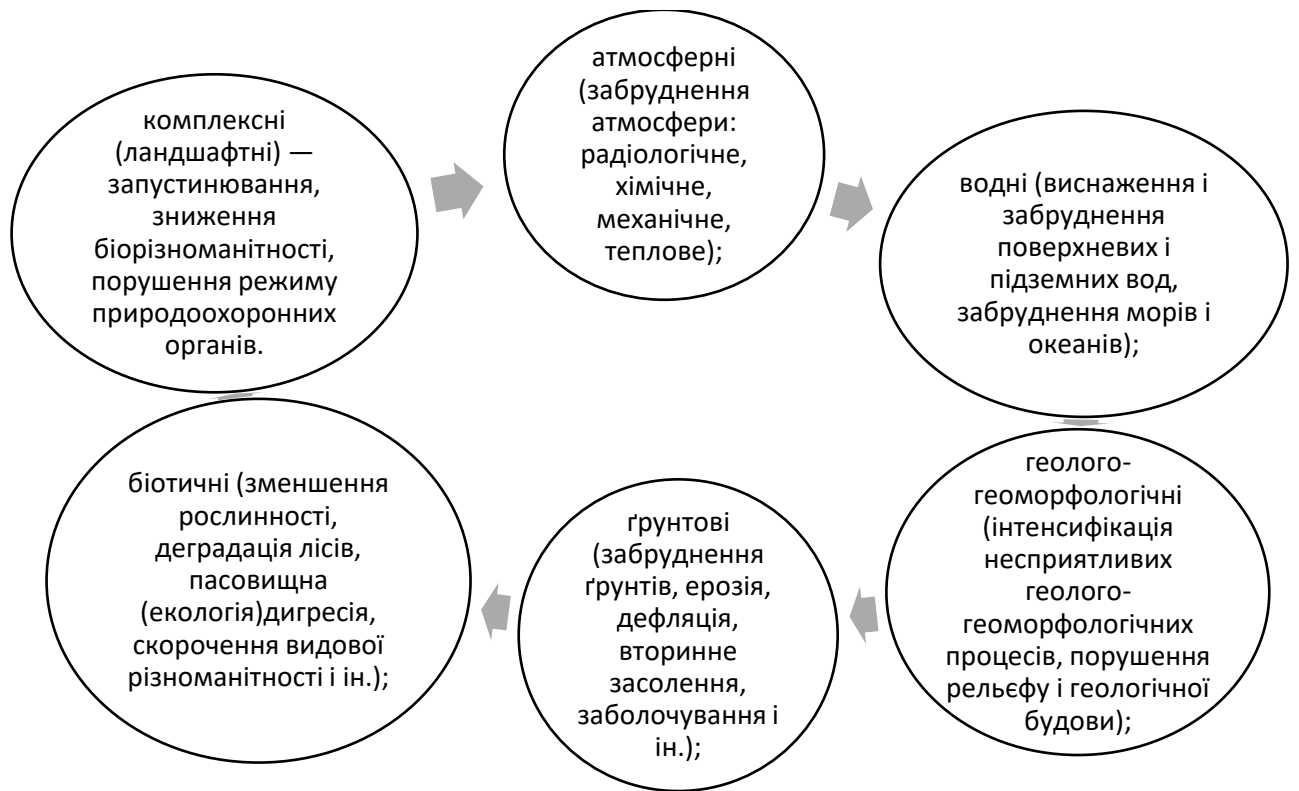 атмосферні
(забруднення
атмосфери:
радіологічне,
хімічне,
механічне,
теплове);
водні (виснаження і
забруднення
поверхневих і
підземних вод,
забруднення морів і
океанів);
геолого-
геоморфологічні
(інтенсифікація
несприятливих
геолого-
геоморфологічних
процесів, порушення
рельєфу і геологічної
будови);
ґрунтові
(забруднення
ґрунтів, ерозія,
дефляція,
вторинне
засолення,
заболочування і
ін.);
біотичні (зменшення
рослинності,
деградація лісів,
пасовищна
(екологія)дигресія,
скорочення видової
різноманітності і ін.);
комплексні
(ландшафтні) —
запустинювання,
зниження
біорізноманітності,
порушення режиму
природоохоронних
органів.